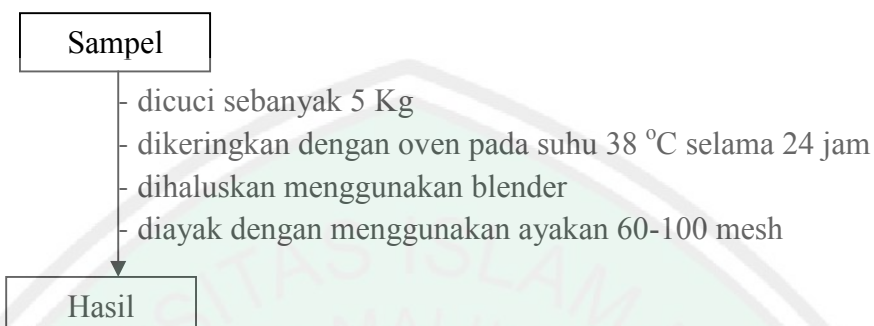 Sampel
- dicuci sebanyak 5 Kg
- dikeringkan dengan oven pada suhu 38 °C selama 24 jam
- dihaluskan menggunakan blender
- diayak dengan menggunakan ayakan 60-100 mesh
Hasil